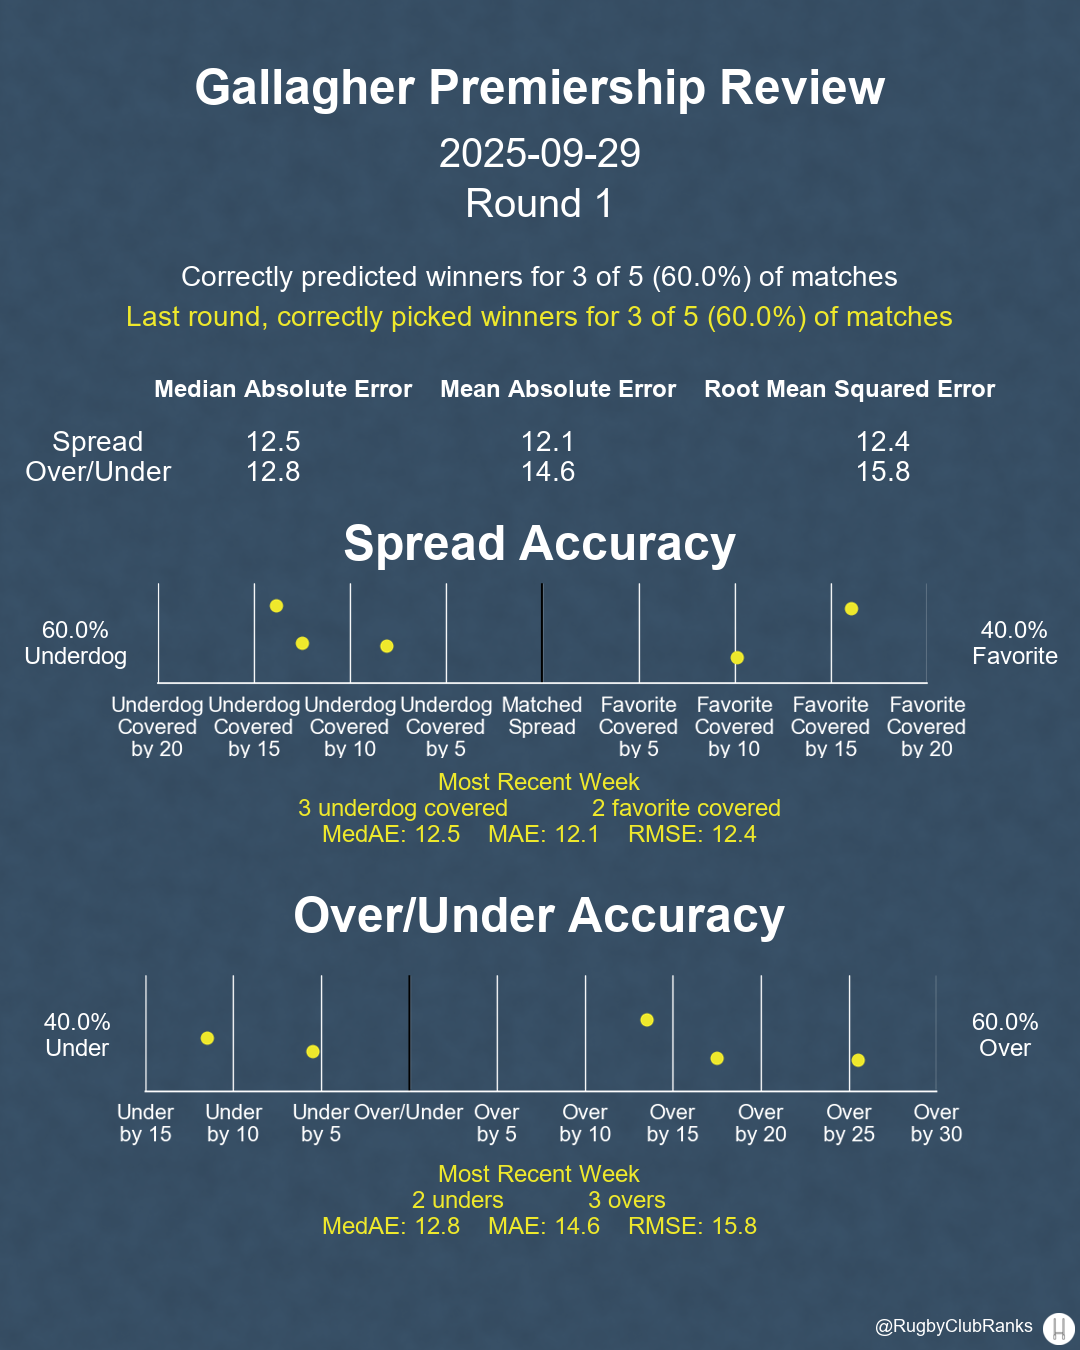 Gallagher Premiership Review
2025-09-29
Round 1
Correctly predicted winners for 3 of 5 (60.0%) of matches
Last round, correctly picked winners for 3 of 5 (60.0%) of matches
Median Absolute Error Mean Absolute Error Root Mean Squared Error
Spread 12.5 12.1 12.4
Over/Under 12.8 14.6 15.8
Spread Accuracy
60.0%
Underdog
40.0%
Favorite
Underdog Underdog Underdog Underdog Matched Favorite Favorite Favorite Favorite
Covered Covered Covered Covered Spread Covered Covered Covered Covered
by 20 by 15 by 10 by 5 by 5 by 10 by 15 by 20
Most Recent Week
3 underdog covered 2 favorite covered
MedAE: 12.5 MAE: 12.1 RMSE: 12.4
Over/Under Accuracy
40.0%
Under
60.0%
Over
Under Under Under Over/Under Over Over Over Over Over Over
by 15 by 10 by 5 by 5 by 10 by 15 by 20 by 25 by 30
Most Recent Week
2 unders 3 overs
MedAE: 12.8 MAE: 14.6 RMSE: 15.8
@RugbyClubRanks